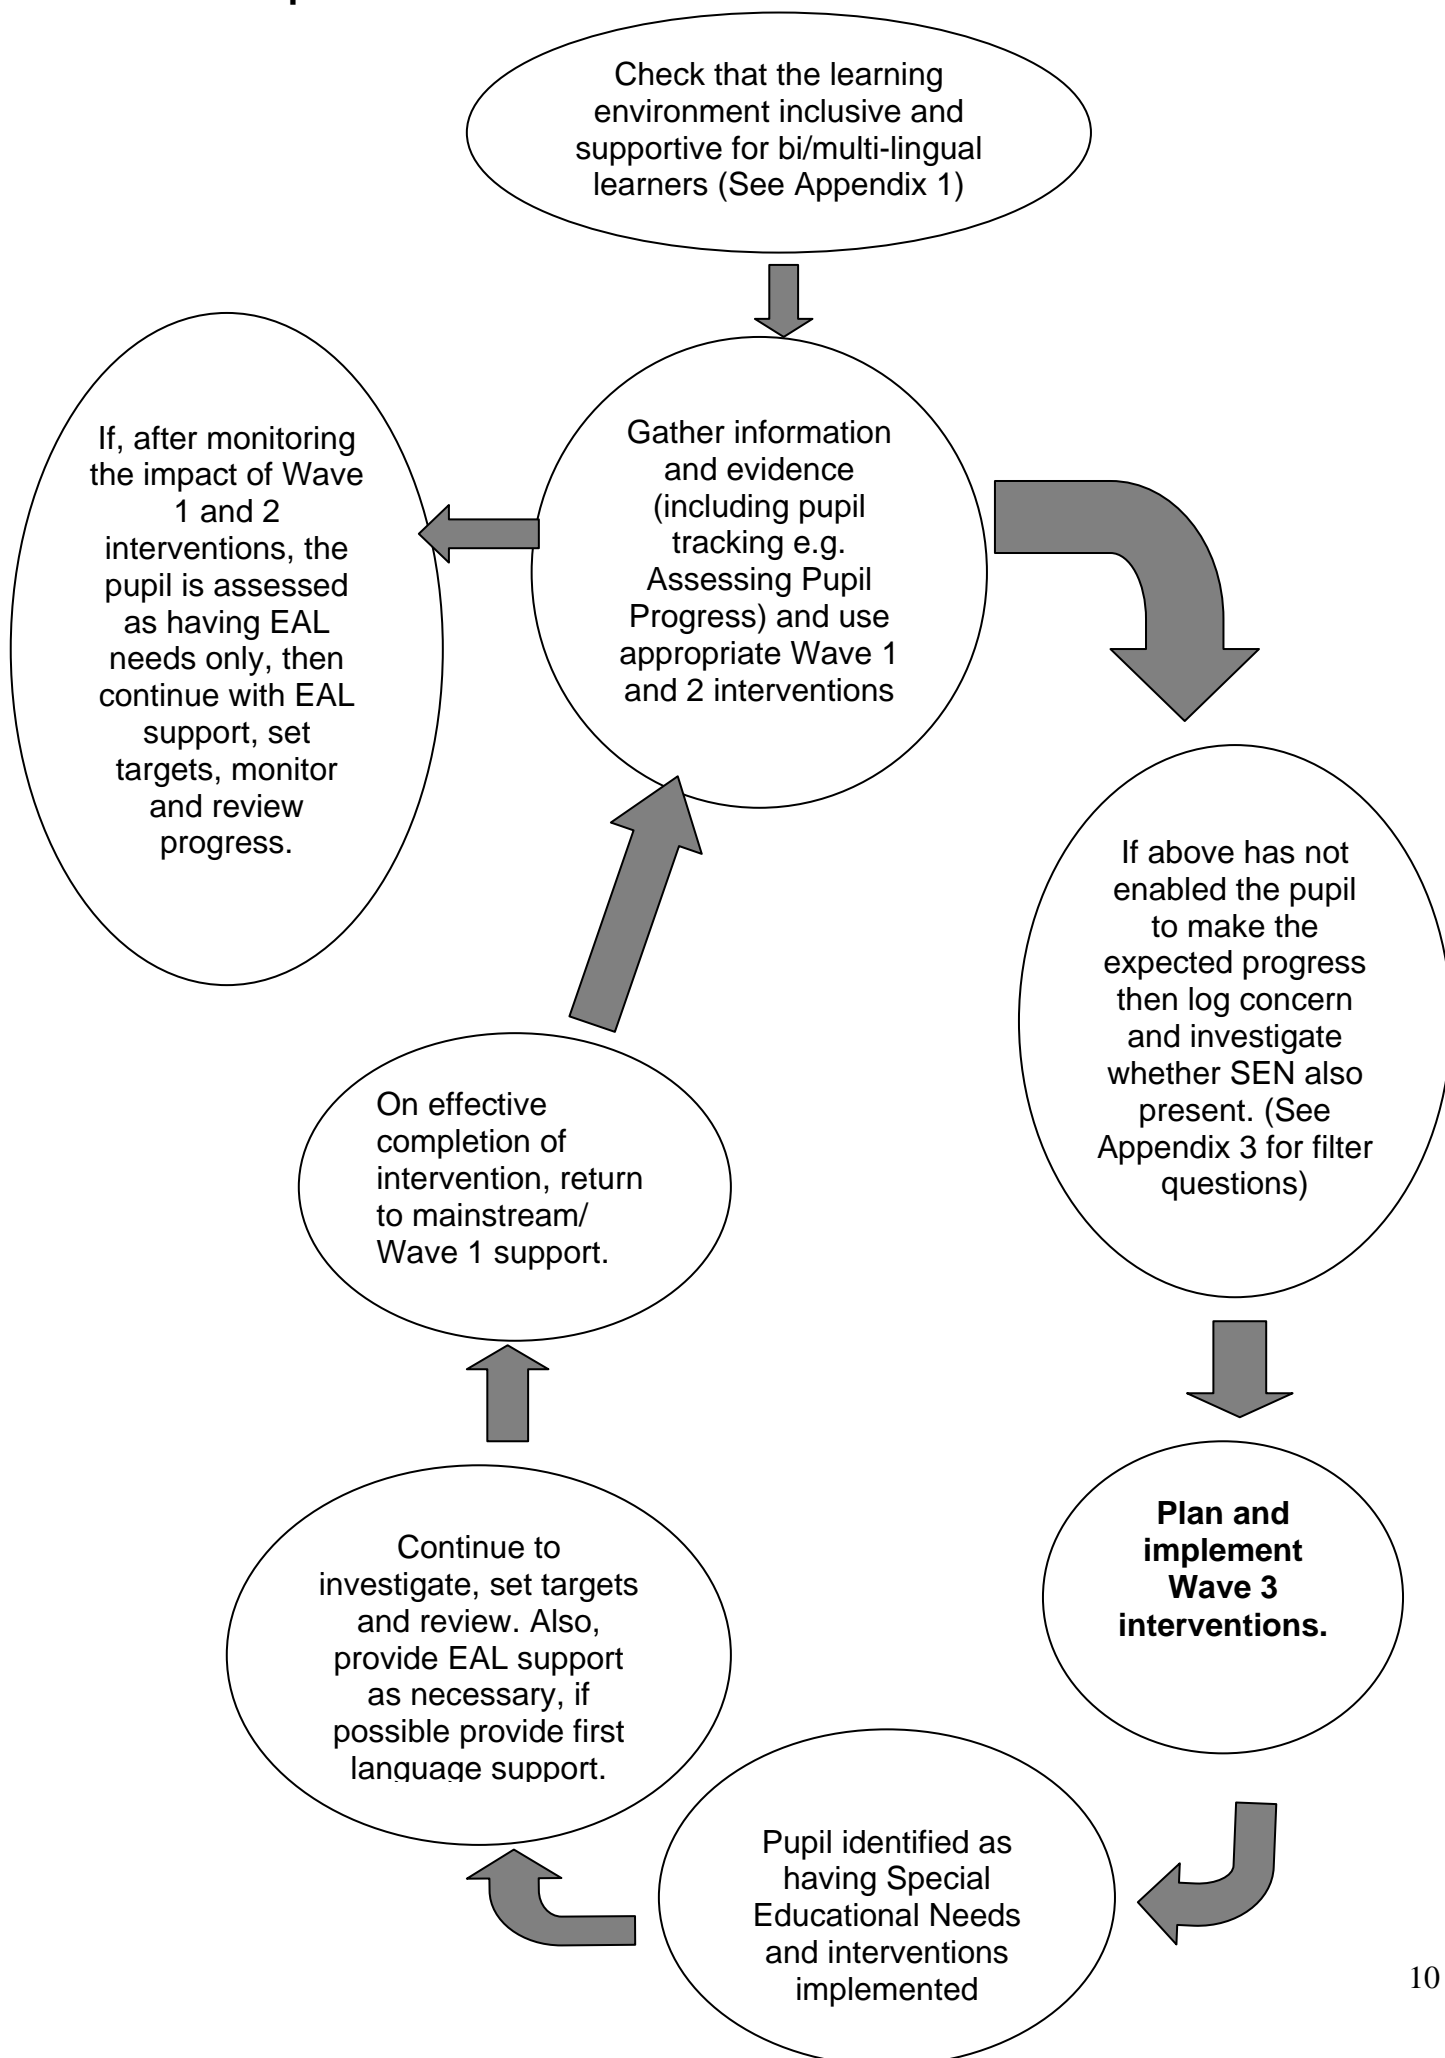 Check that the learning
environment inclusive and
supportive for bi/multi-lingual
learners (See Appendix 1)
Gather information
and evidence
(including pupil
tracking e.g.
Assessing Pupil
Progress) and use
appropriate Wave 1
and 2 interventions
If, after monitoring
the impact of Wave
1 and 2
interventions, the
pupil is assessed
as having EAL
needs only, then
continue with EAL
support, set
targets, monitor
and review
progress.
If above has not
enabled the pupil
to make the
expected progress
then log concern
and investigate
whether SEN also
present. (See
Appendix 3 for filter
questions)
Plan and
implement
Wave 3
interventions.
Pupil identified as
having Special
Educational Needs
and interventions
implemented
Continue to
investigate, set targets
and review. Also,
provide EAL support
as necessary, if
possible provide first
language support.
On effective
completion of
intervention, return
to mainstream/
Wave 1 support.
10